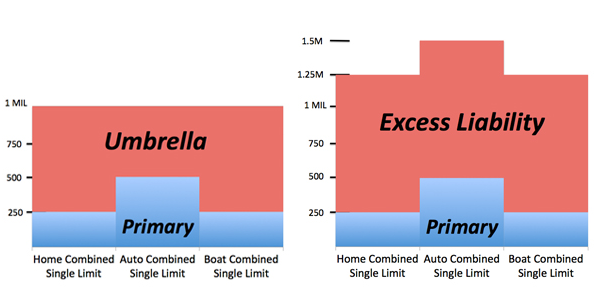 1 MIL
750
500
250
Umbrella
Primary
Home Combined
Single Limit
Auto Combined
Single Limit
Boat Combined
Single Limit
1.5M
1.25M
1 MIL
750
500
250
Excess Liability
Primary
Home Combined
Single Limit
Auto Combined
Single Limit
Boat Combined
Single Limit